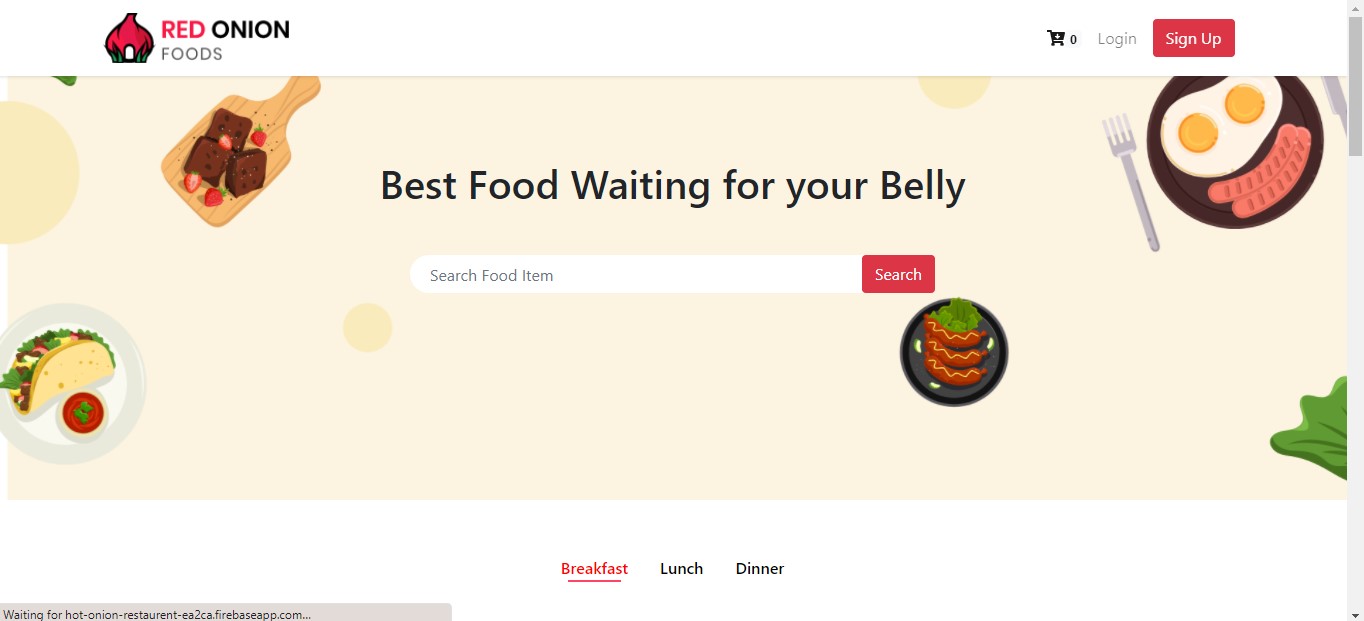 RED ONION
FOODS
0
Login
Sign Up
Best Food Waiting for your Belly
Search Food Item
Search
Breakfast
Lunch
Dinner
Waiting for hot-onion-restaurent-ea2ca.firebaseapp.com...